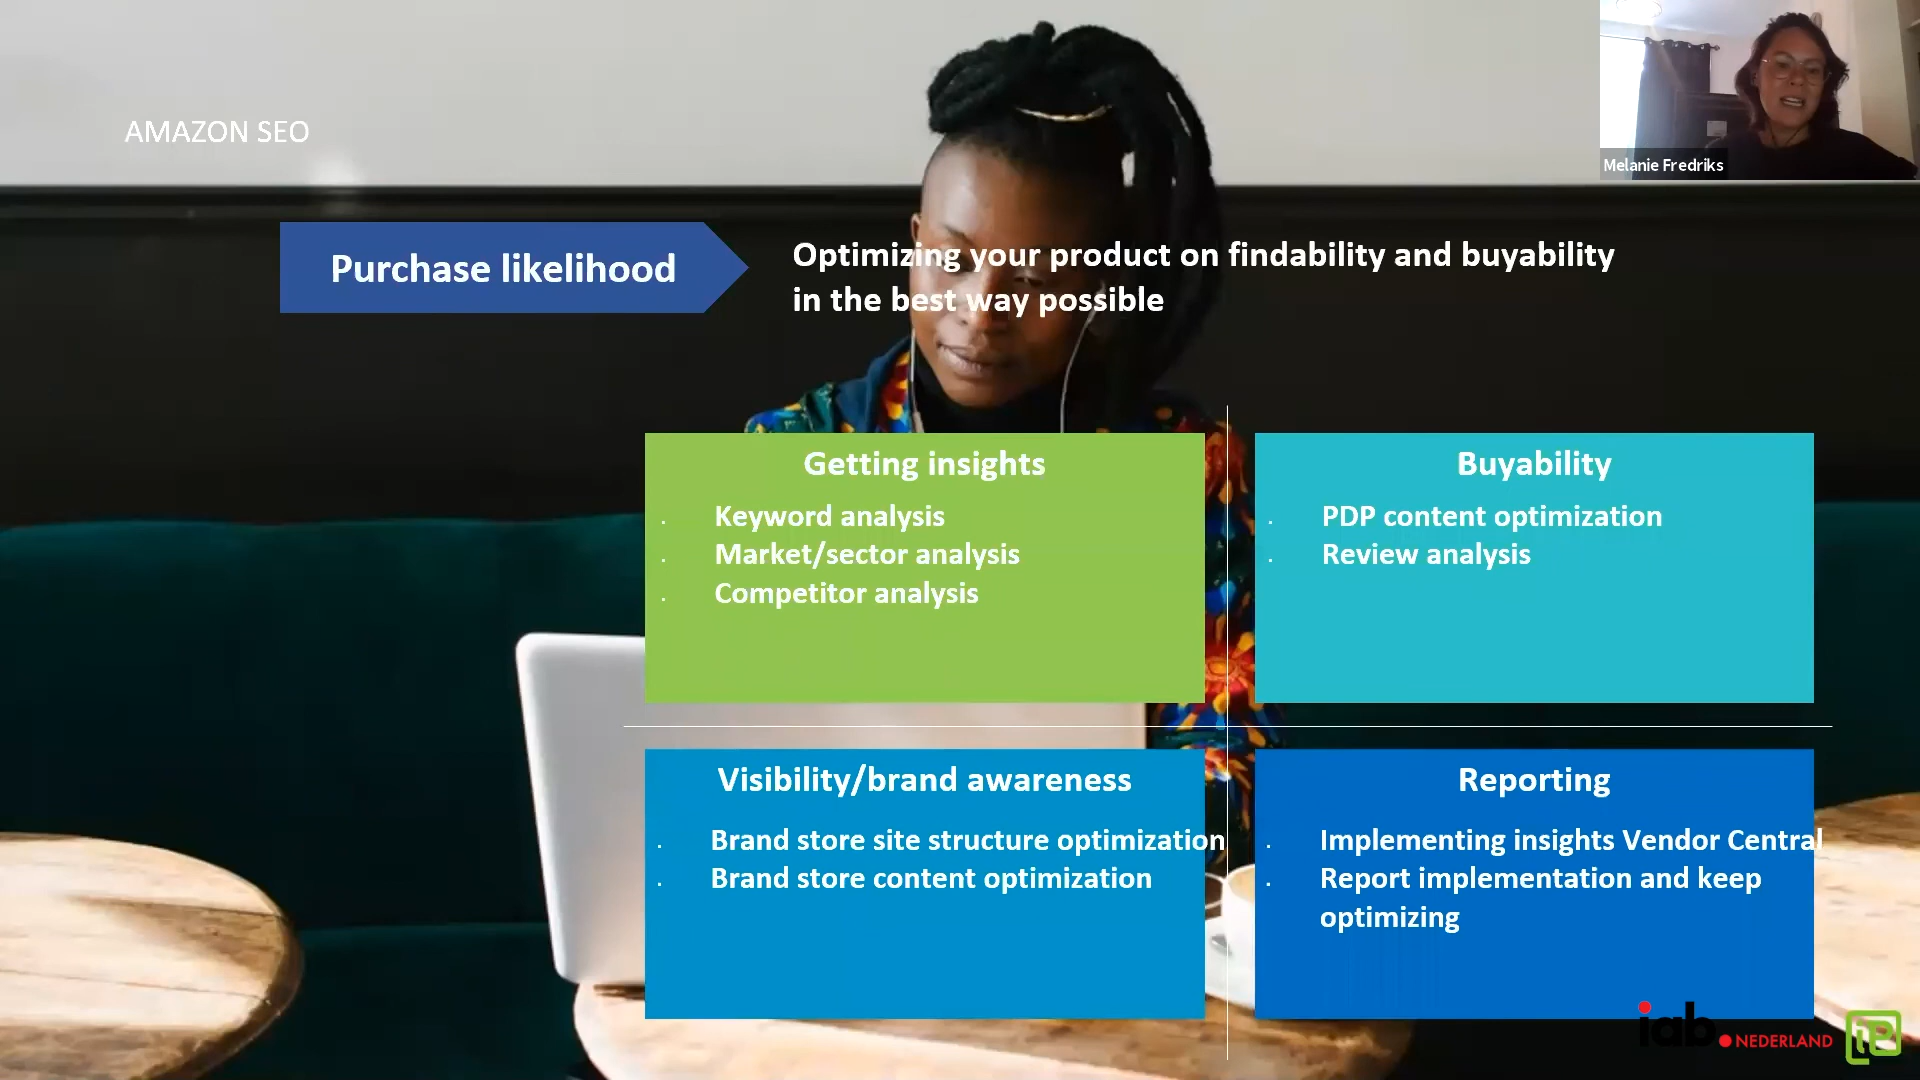 AMAZON SEO
Melanie Fredriks
Purchase likelihood
Optimizing your product on findability and buyability
in the best way possible
Getting insights
. Keyword analysis
. Market/sector analysis
. Competitor analysis
Buyability
. PDP content optimization
. Review analysis
Visibility/brand awareness
. Brand store site structure optimization
. Brand store content optimization
Reporting
. Implementing insights Vendor Central
. Report implementation and keep
optimizing
iab.NEDERLAND